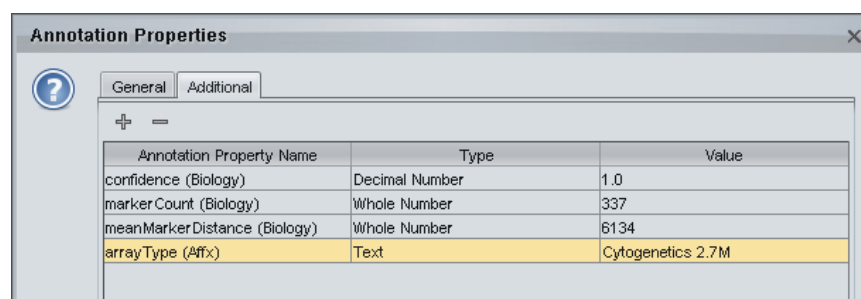 Annotation Properties
General Additional
Annotation Property Name Type Value
confidence (Biology) Decimal Number 1.0
markerCount (Biology) Whole Number 337
meanMarkerDistance (Biology) Whole Number 6134
arrayType (Affx) Text Cytogenetics 2.7M